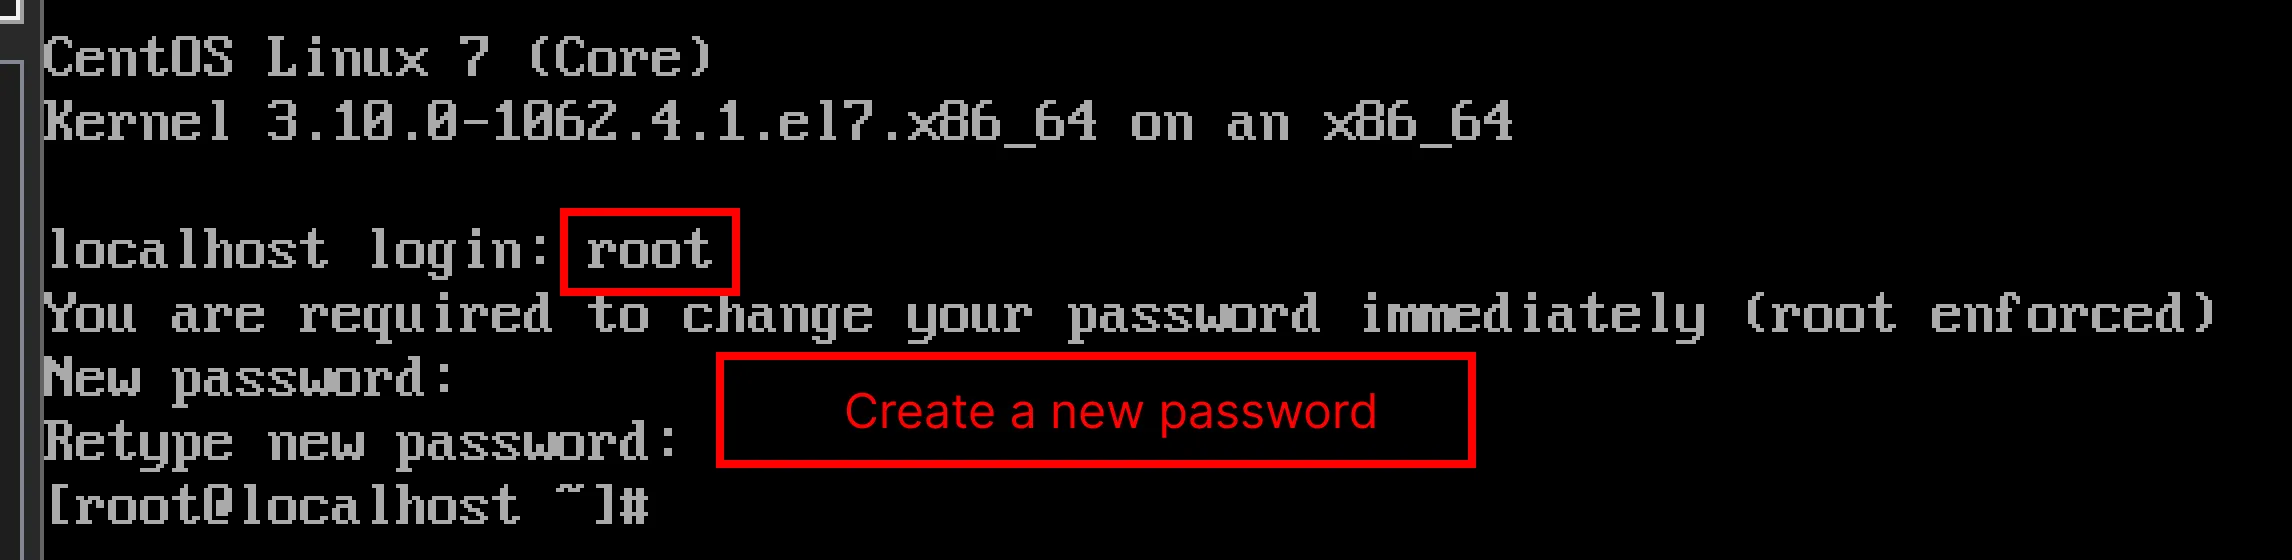 CentOS Linux 7 (Core)
Kernel 3.10.0-1062.4.1.el7.x86_64 on an x86_64
localhost login: root
You are required to change your password immediately (root enforced)
New password:
Create a new password
Retype new password:
[root@localhost ~]#